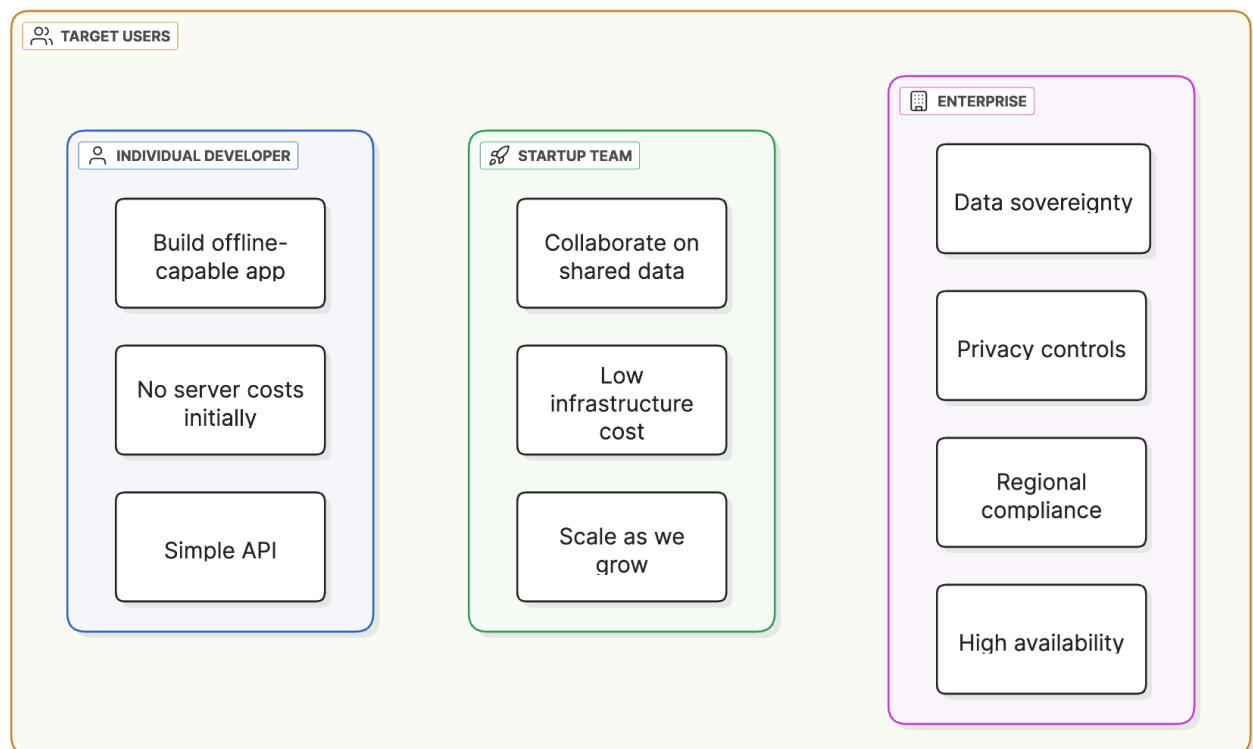 TARGET USERS
INDIVIDUAL DEVELOPER
Build offline-
capable app
No server costs
initially
Simple API
STARTUP TEAM
Collaborate on
shared data
Low
infrastructure
cost
Scale as we
grow
ENTERPRISE
Data sovereignty
Privacy controls
Regional
compliance
High availability